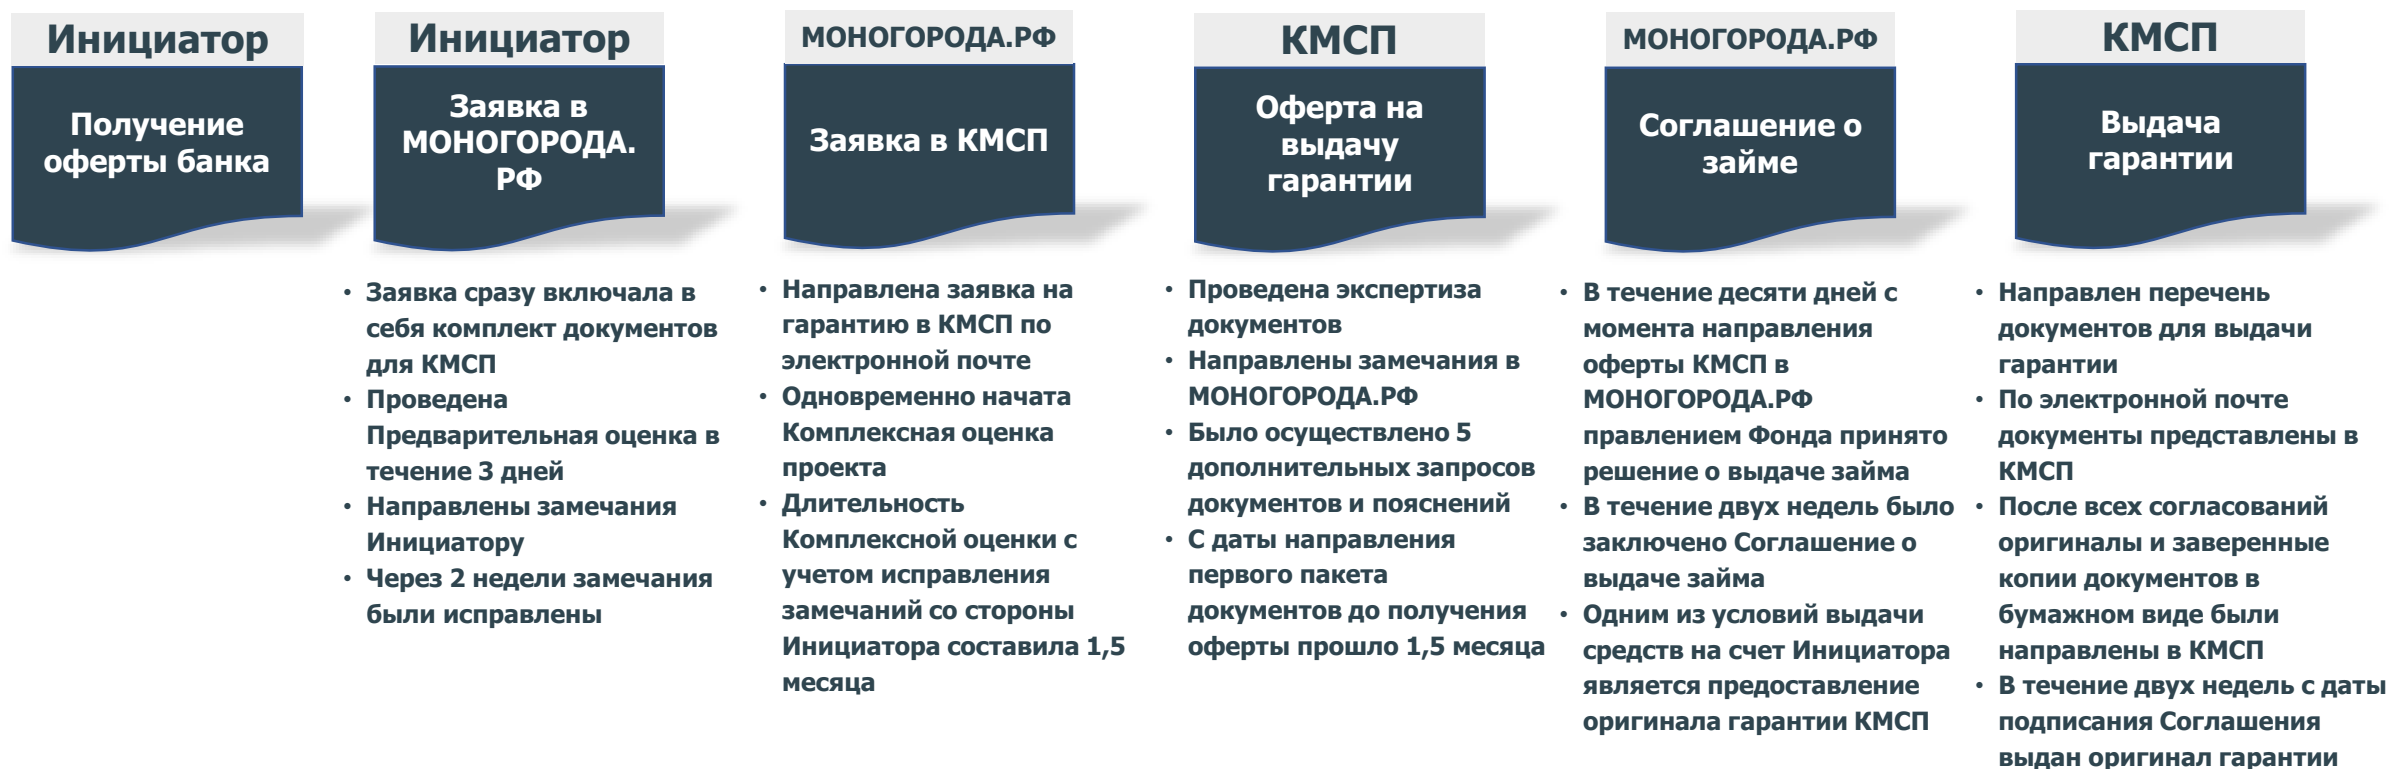 Инициатор
Получение
оферты банка
Инициатор
Заявка в
МОНОГОРОДА.
РФ
• Заявка сразу включала в
себя комплект документов
для КМСП
• Проведена
Предварительная оценка в
течение 3 дней
• Направлены замечания
Инициатору
• Через 2 недели замечания
были исправлены
МОНОГОРОДА.РФ
Заявка в КМСП
• Направлена заявка на
гарантию в КМСП по
электронной почте
• Одновременно начата
Комплексная оценка
проекта
• Длительность
Комплексной оценки с
учетом исправления
замечаний со стороны
Инициатора составила 1,5
месяца
КМСП
Оферта на
выдачу
гарантии
• Проведена экспертиза
документов
• Направлены замечания в
МОНОГОРОДА.РФ
• Было осуществлено 5
дополнительных запросов
документов и пояснений
• С даты направления
первого пакета
документов до получения
оферты прошло 1,5 месяца
МОНОГОРОДА.РФ
Соглашение о
займе
• В течение десяти дней с
момента направления
оферты КМСП в
МОНОГОРОДА.РФ
правлением Фонда принято
решение о выдаче займа
• В течение двух недель было
заключено Соглашение о
выдаче займа
• Одним из условий выдачи
средств на счет Инициатора
является предоставление
оригинала гарантии КМСП
КМСП
Выдача
гарантии
• Направлен перечень
документов для выдачи
гарантии
• По электронной почте
документы представлены в
КМСП
• После всех согласований
оригиналы и заверенные
копии документов в
бумажном виде были
направлены в КМСП
• В течение двух недель с даты
подписания Соглашения
выдан оригинал гарантии